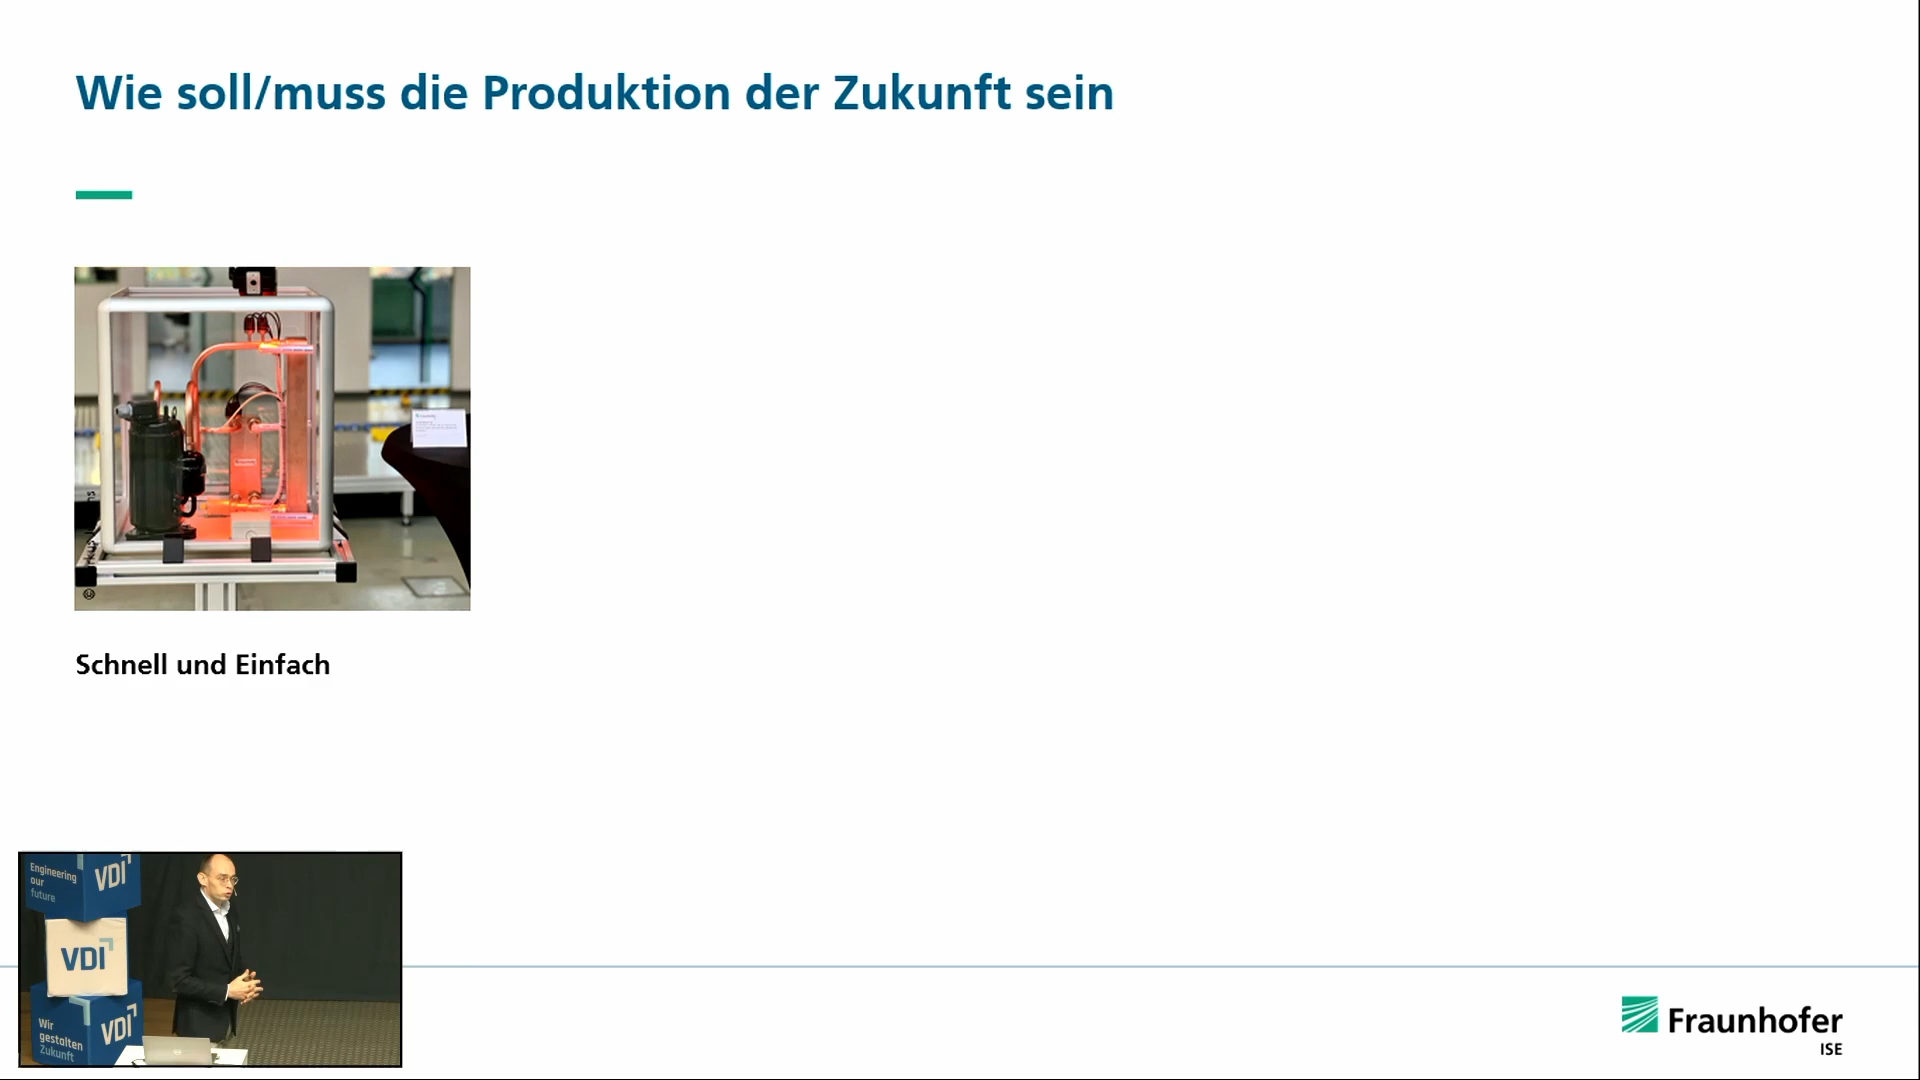 Wie soll/muss die Produktion der Zukunft sein
Schnell und Einfach
Engineering
our
future
VDI
VDI
Wir
gestalten
Zukunft
VDI
Fraunhofer
ISE